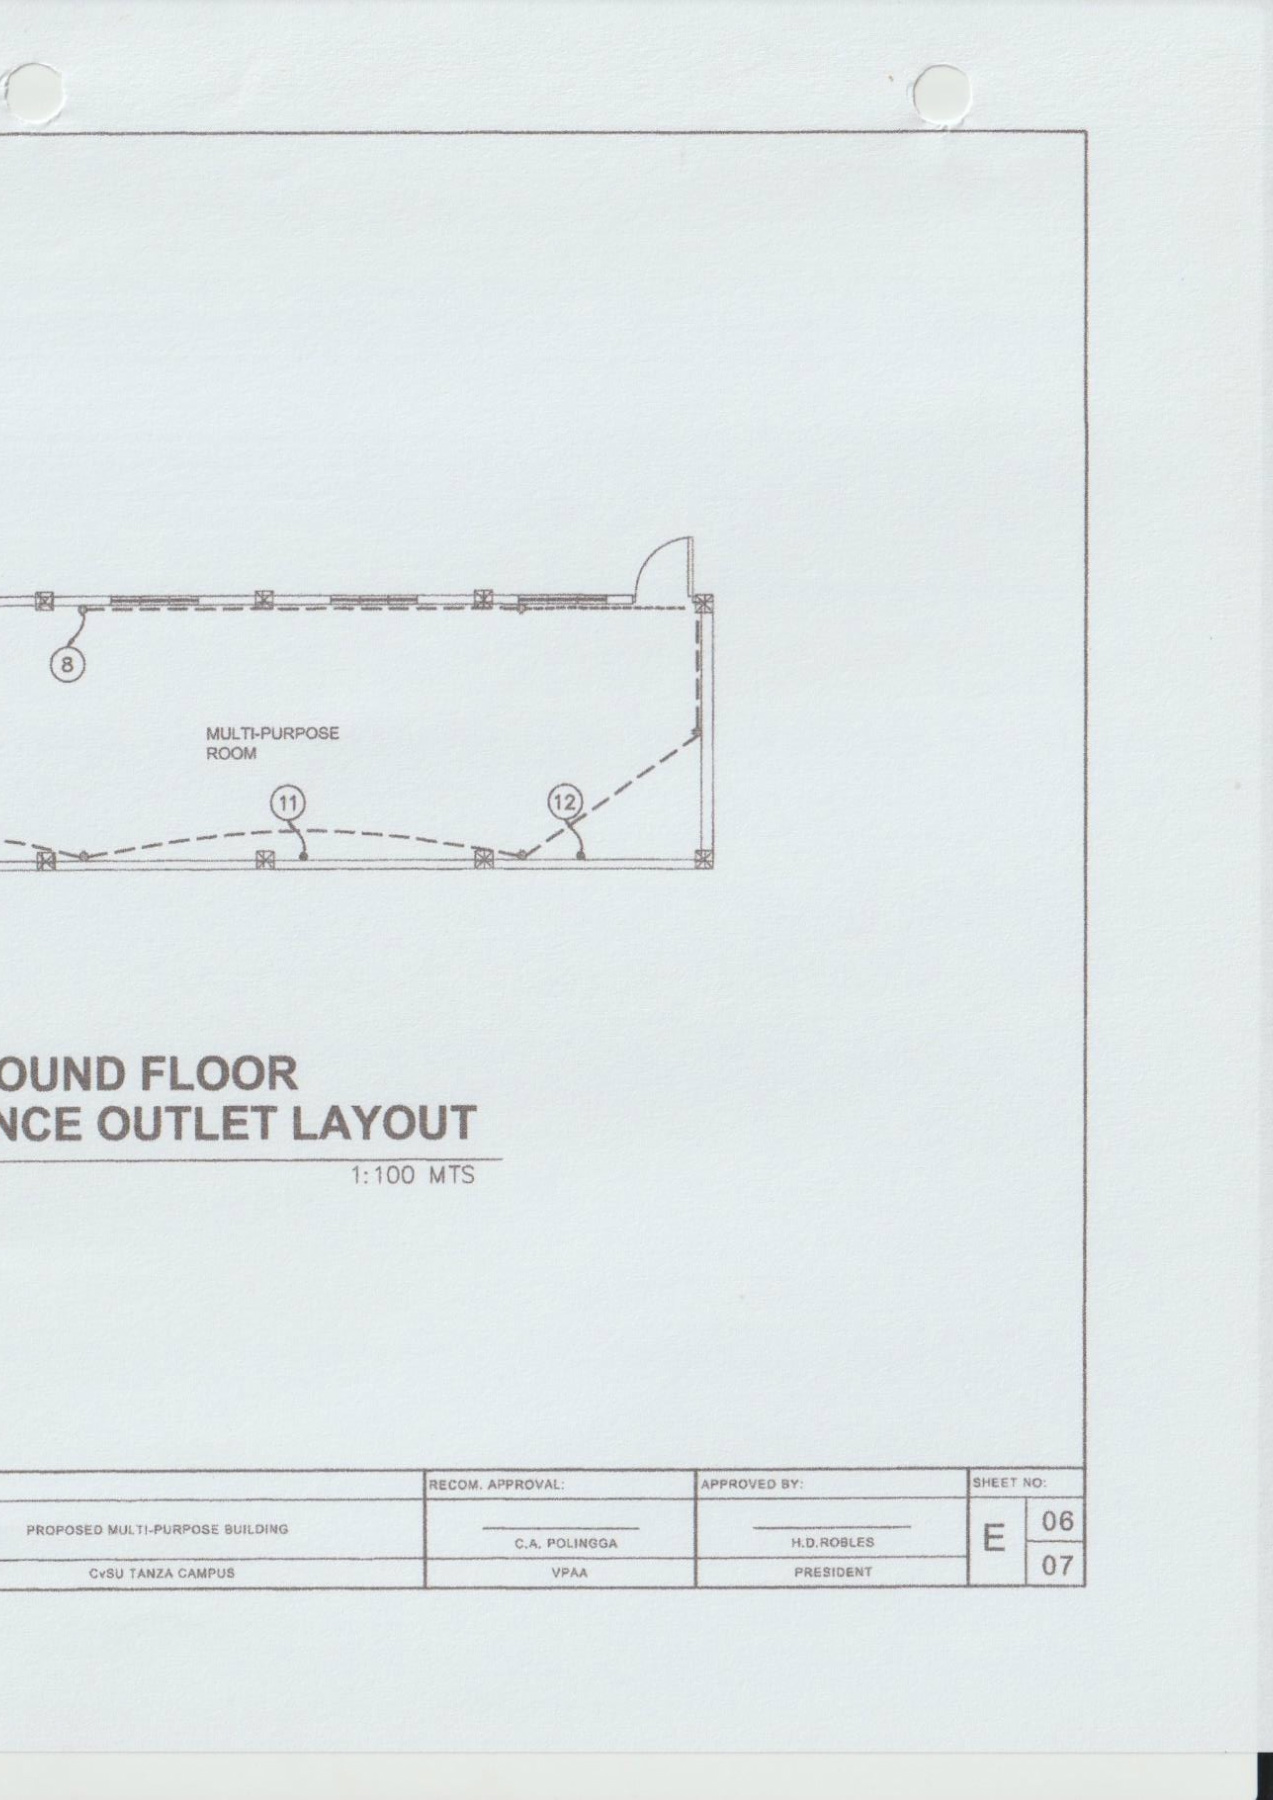 8
MULTI-PURPOSE
ROOM
11
12
OUND FLOOR
NCE OUTLET LAYOUT
1:100 MTS
RECOM. APPROVAL:
APPROVED BY:
SHEET NO:
PROPOSED MULTI-PURPOSE BUILDING
C.A. POLINGGA
H.D.ROBLES
E
06
07
CvSU TANZA CAMPUS
VPAA
PRESIDENT